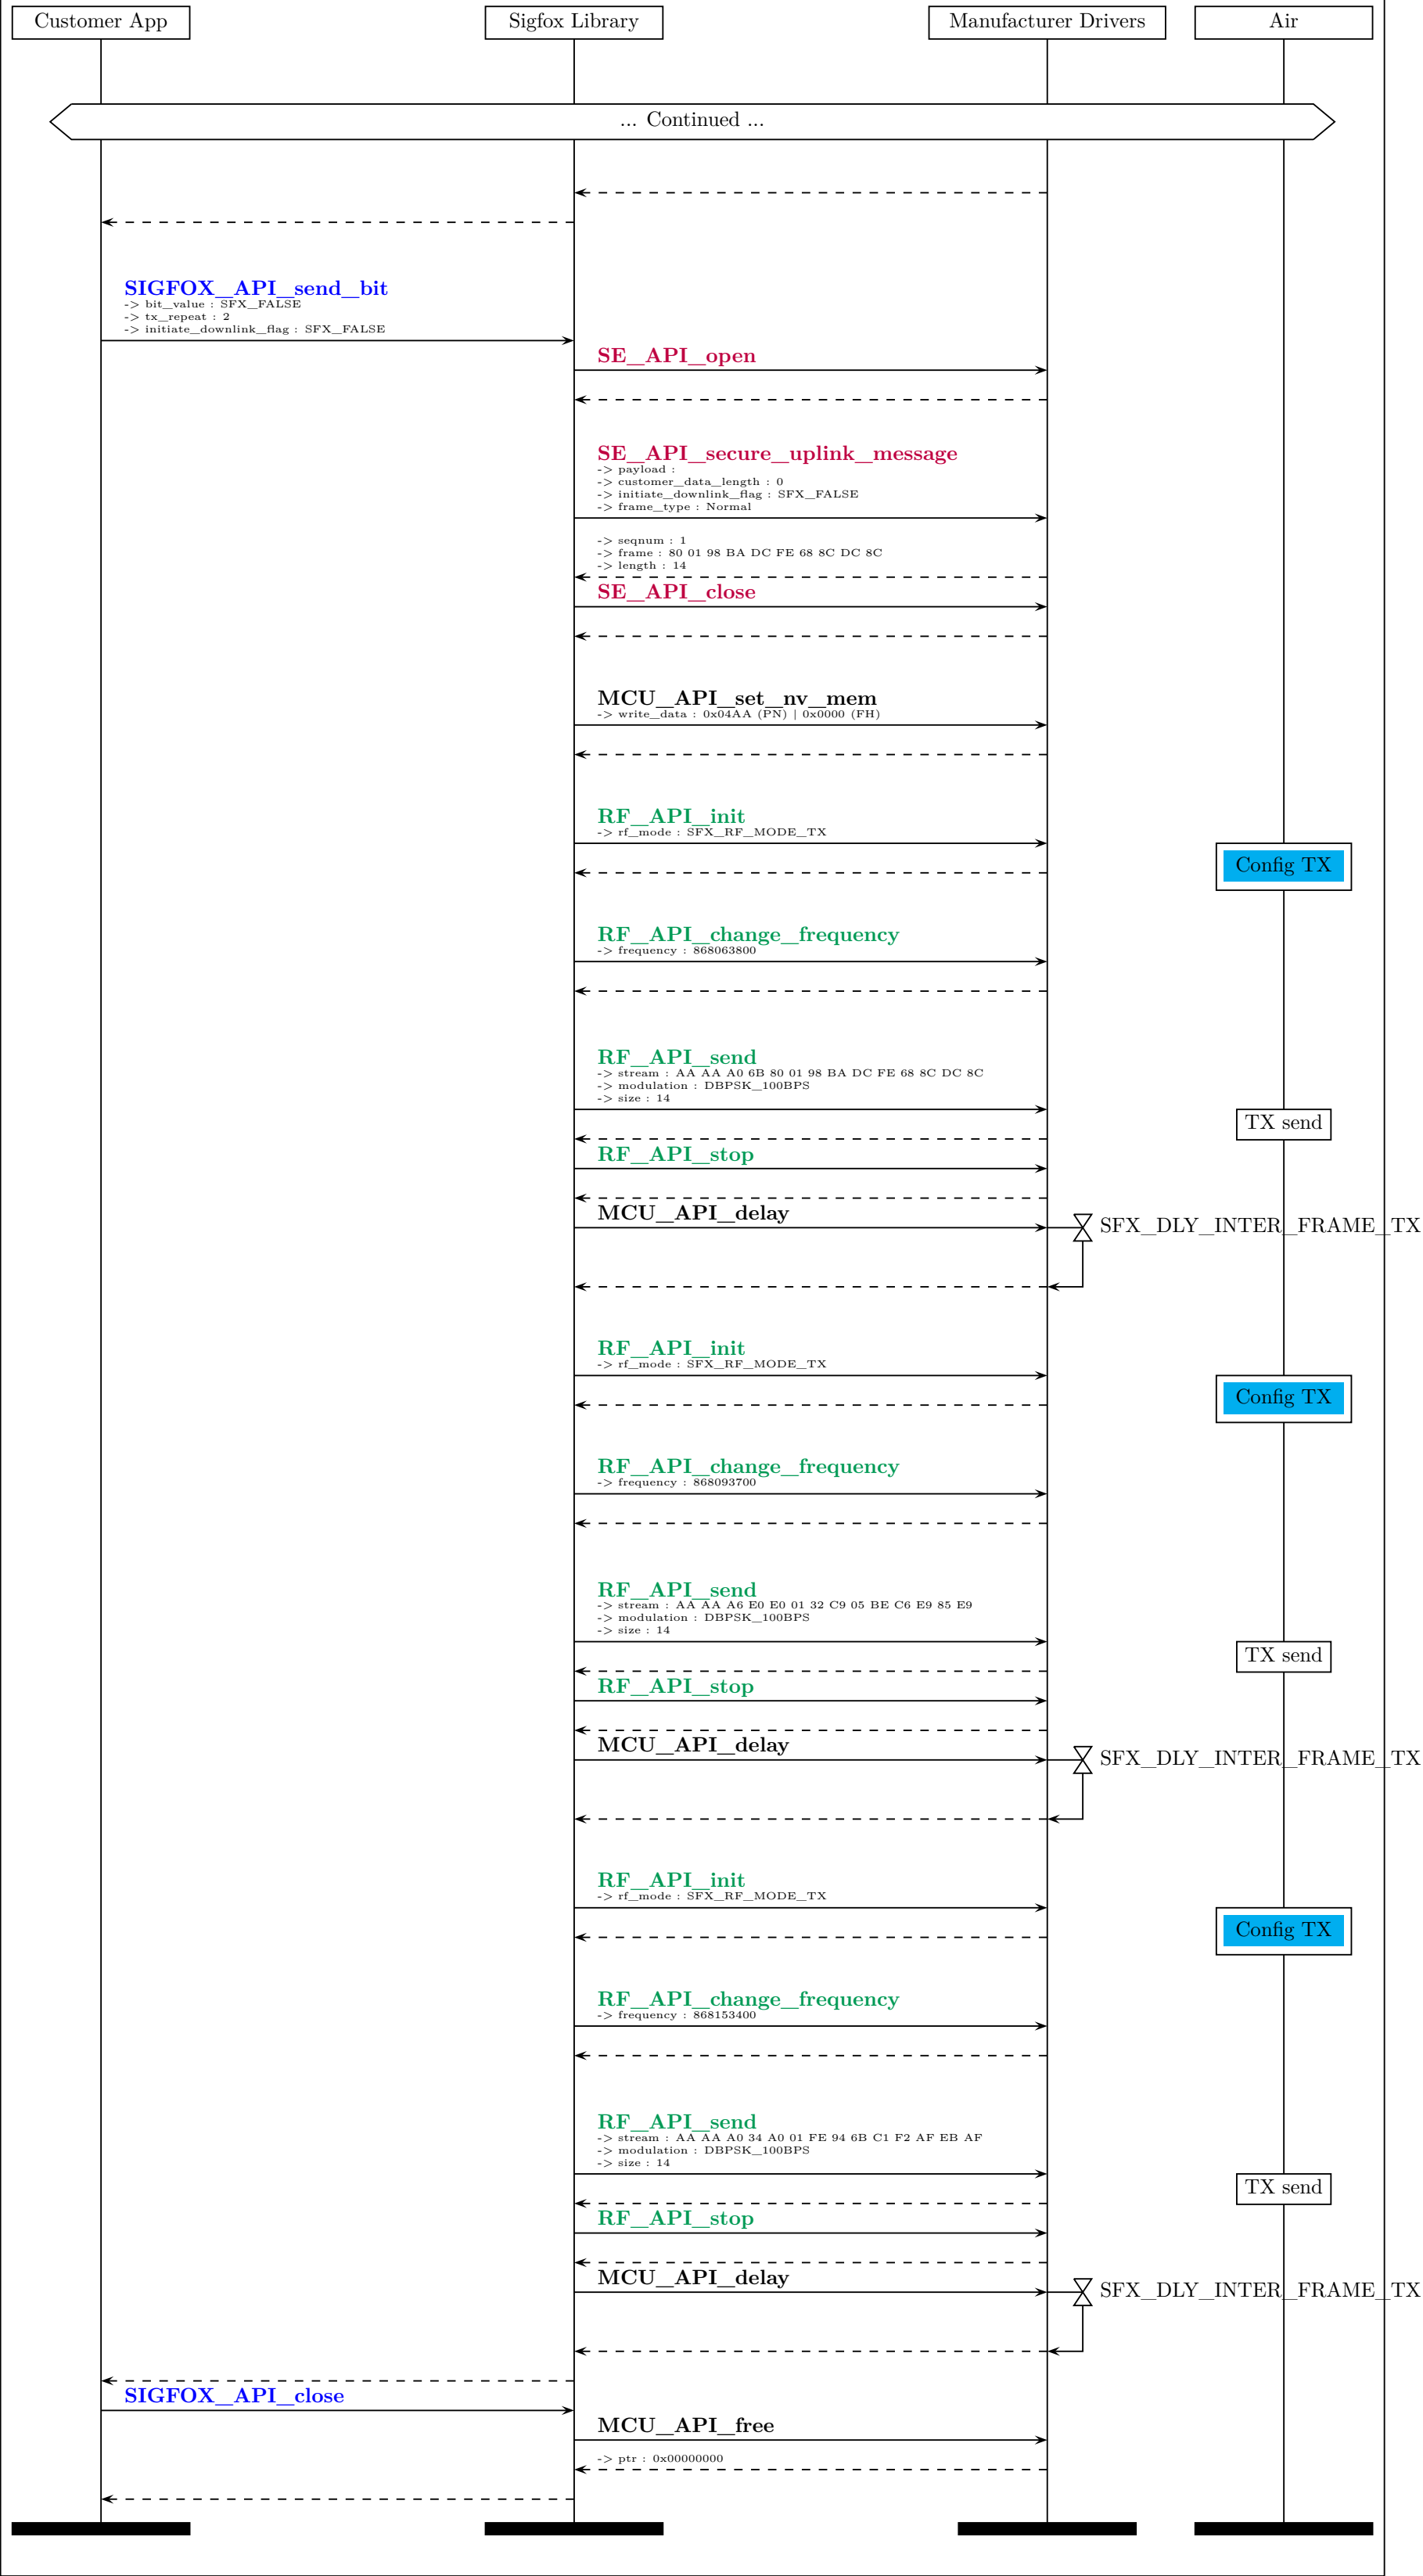 Customer App
Sigfox Library
Manufacturer Drivers
Air
... Continued ...
SIGFOX_API_send_bit
-> bit_value : SFX_FALSE
-> tx_repeat : 2
-> initiate_downlink_flag : SFX_FALSE
SE_API_open
SE_API_secure_uplink_message
-> payload :
-> customer_data_length : 0
-> initiate_downlink_flag : SFX_FALSE
-> frame_type : Normal
-> seqnum : 1
-> frame : 80 01 98 BA DC FE 68 8C DC 8C
-> length : 14
SE_API_close
MCU_API_set_nv_mem
-> write_data : 0x04AA (PN) | 0x0000 (FH)
RF_API_init
-> rf_mode : SFX_RF_MODE_TX
Config TX
RF_API_change_frequency
-> frequency : 868063800
RF_API_send
-> stream : AA AA A0 6B 80 01 98 BA DC FE 68 8C DC 8C
-> modulation : DBPSK_100BPS
-> size : 14
TX send
RF_API_stop
MCU_API_delay
SFX_DLY_INTER_FRAME_TX
RF_API_init
-> rf_mode : SFX_RF_MODE_TX
Config TX
RF_API_change_frequency
-> frequency : 868093700
RF_API_send
-> stream : AA AA A6 E0 E0 01 32 C9 05 BE C6 E9 85 E9
-> modulation : DBPSK_100BPS
-> size : 14
TX send
RF_API_stop
MCU_API_delay
SFX_DLY_INTER_FRAME_TX
RF_API_init
-> rf_mode : SFX_RF_MODE_TX
Config TX
RF_API_change_frequency
-> frequency : 868153400
RF_API_send
-> stream : AA AA A0 34 A0 01 FE 94 6B C1 F2 AF EB AF
-> modulation : DBPSK_100BPS
-> size : 14
TX send
RF_API_stop
MCU_API_delay
SFX_DLY_INTER_FRAME_TX
SIGFOX_API_close
MCU_API_free
-> ptr : 0x00000000